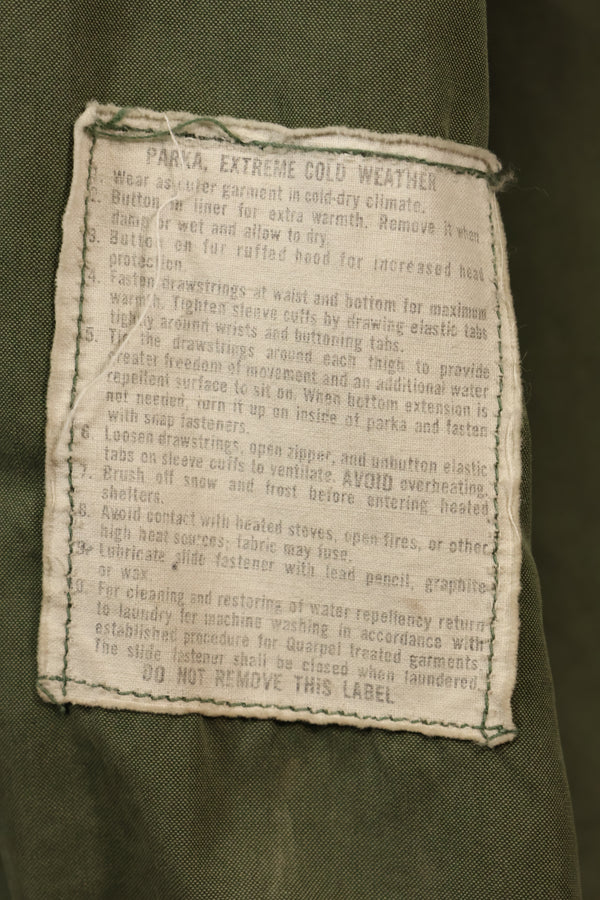 PARKA, EXTREME COLD WEATHER
1. Wear as outer garment in cold-dry climate.
2. Button in liner for extra warmth. Remove it when
damp or wet and allow to dry.
3. Button on fur ruffed hood for increased heat
protection.
4. Fasten drawstrings at waist and bottom for maximum
warmth. Tighten sleeve cuffs by drawing elastic tabs
tightly around wrists and buttoning tabs.
5. Tie the drawstrings around each thigh to provide
greater freedom of movement and an additional water
repellent surface to sit on. When bottom extension is
not needed, turn it up on inside of parka and fasten
with snap fasteners.
6. Loosen drawstrings, open zipper, and unbutton elastic
tabs on sleeve cuffs to ventilate. AVOID overheating.
7. Brush off snow and frost before entering heated
shelters.
8. Avoid contact with heated stoves, open fires, or other
high heat sources; fabric may fuse.
9. Lubricate slide fastener with lead pencil, graphite
or wax.
10. For cleaning and restoring of water repellency return
to laundry for machine washing in accordance with
established procedure for Quarpel treated garments.
The slide fastener shall be closed when laundered.
DO NOT REMOVE THIS LABEL